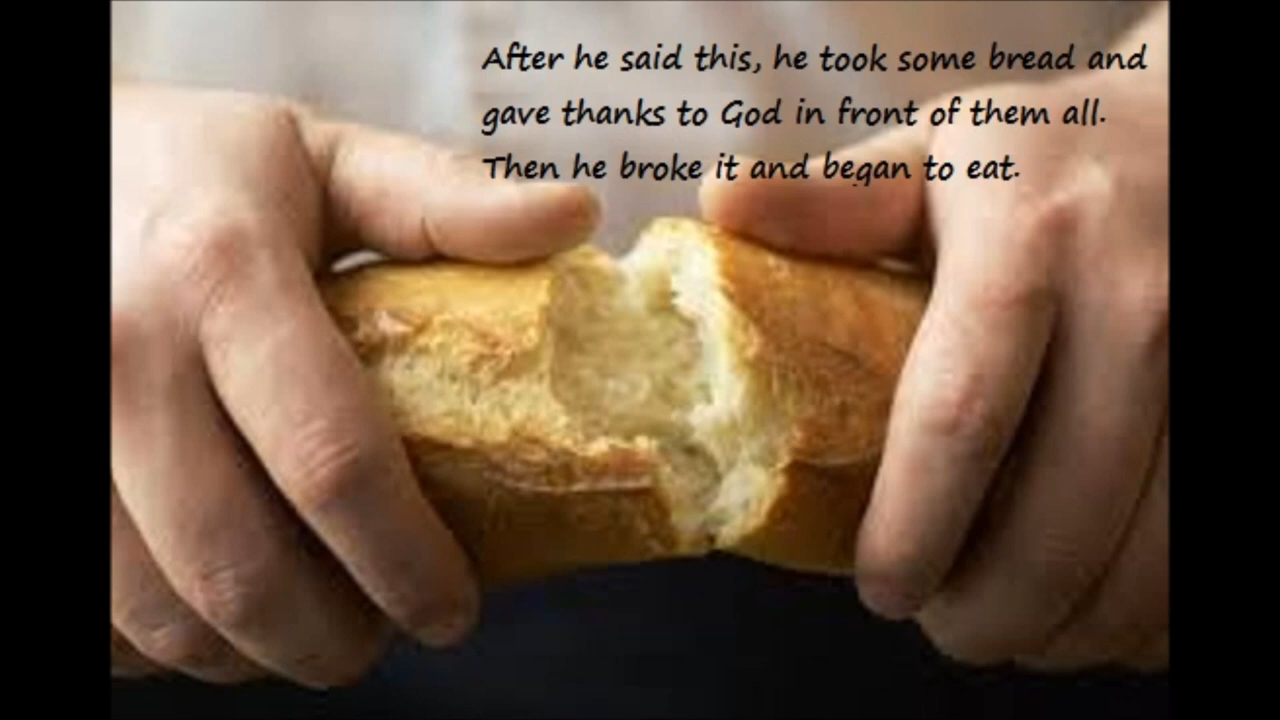 After he said this, he took some bread and
gave thanks to God in front of them all.
Then he broke it and began to eat.